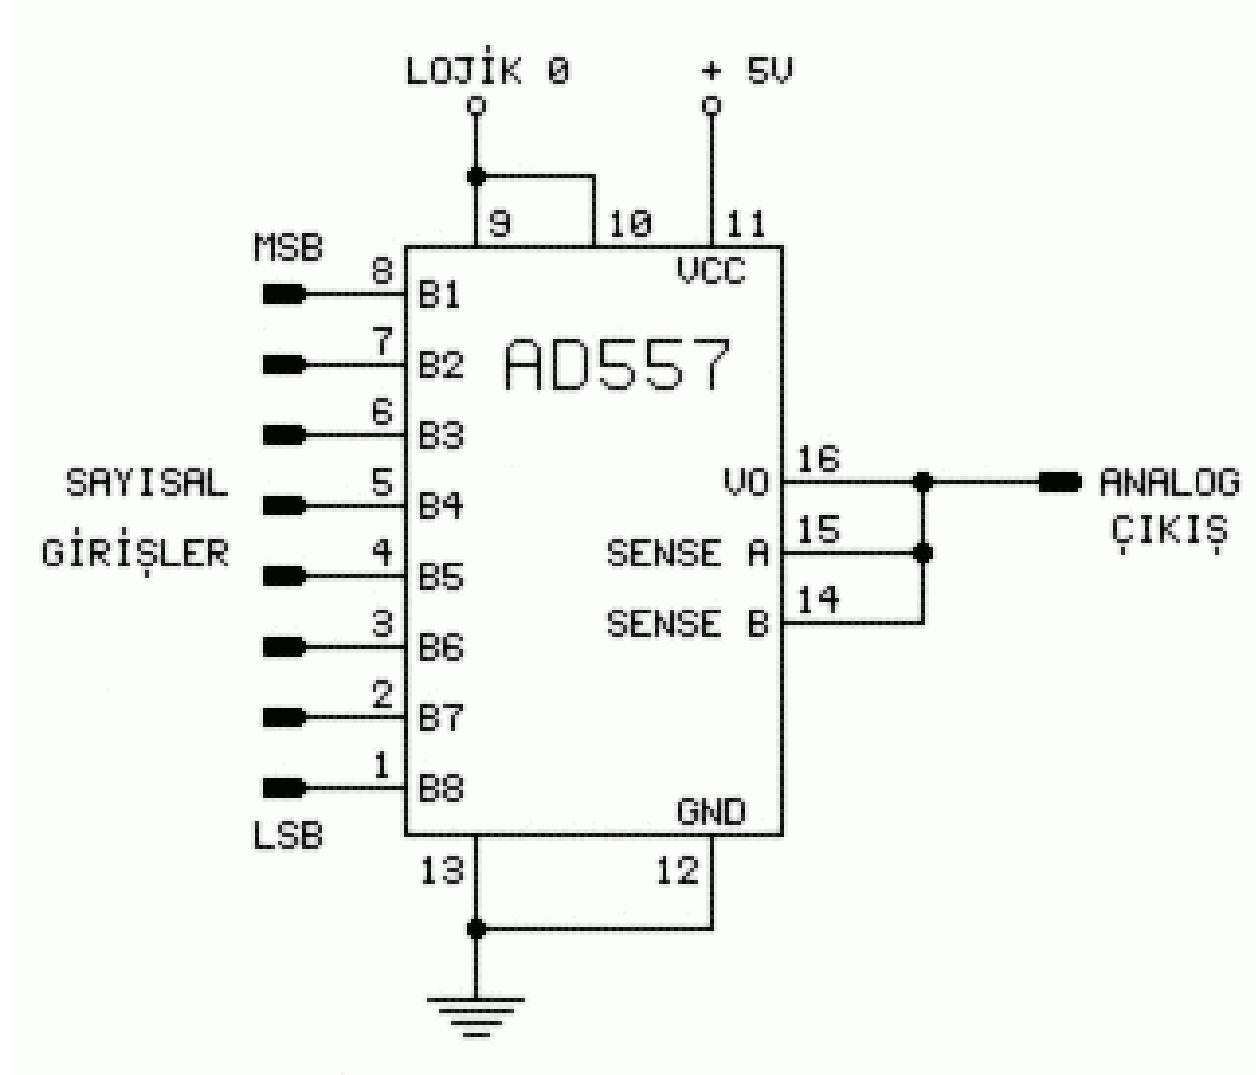 LOJİK 0
+ 5V
9
10
11
MSB
VCC
8
B1
7
B2
AD557
6
B3
SAYISAL
GİRİŞLER
5
B4
4
B5
3
B6
2
B7
1
B8
LSB
VO
16
SENSE A
15
SENSE B
14
ANALOG
ÇIKIŞ
GND
13
12